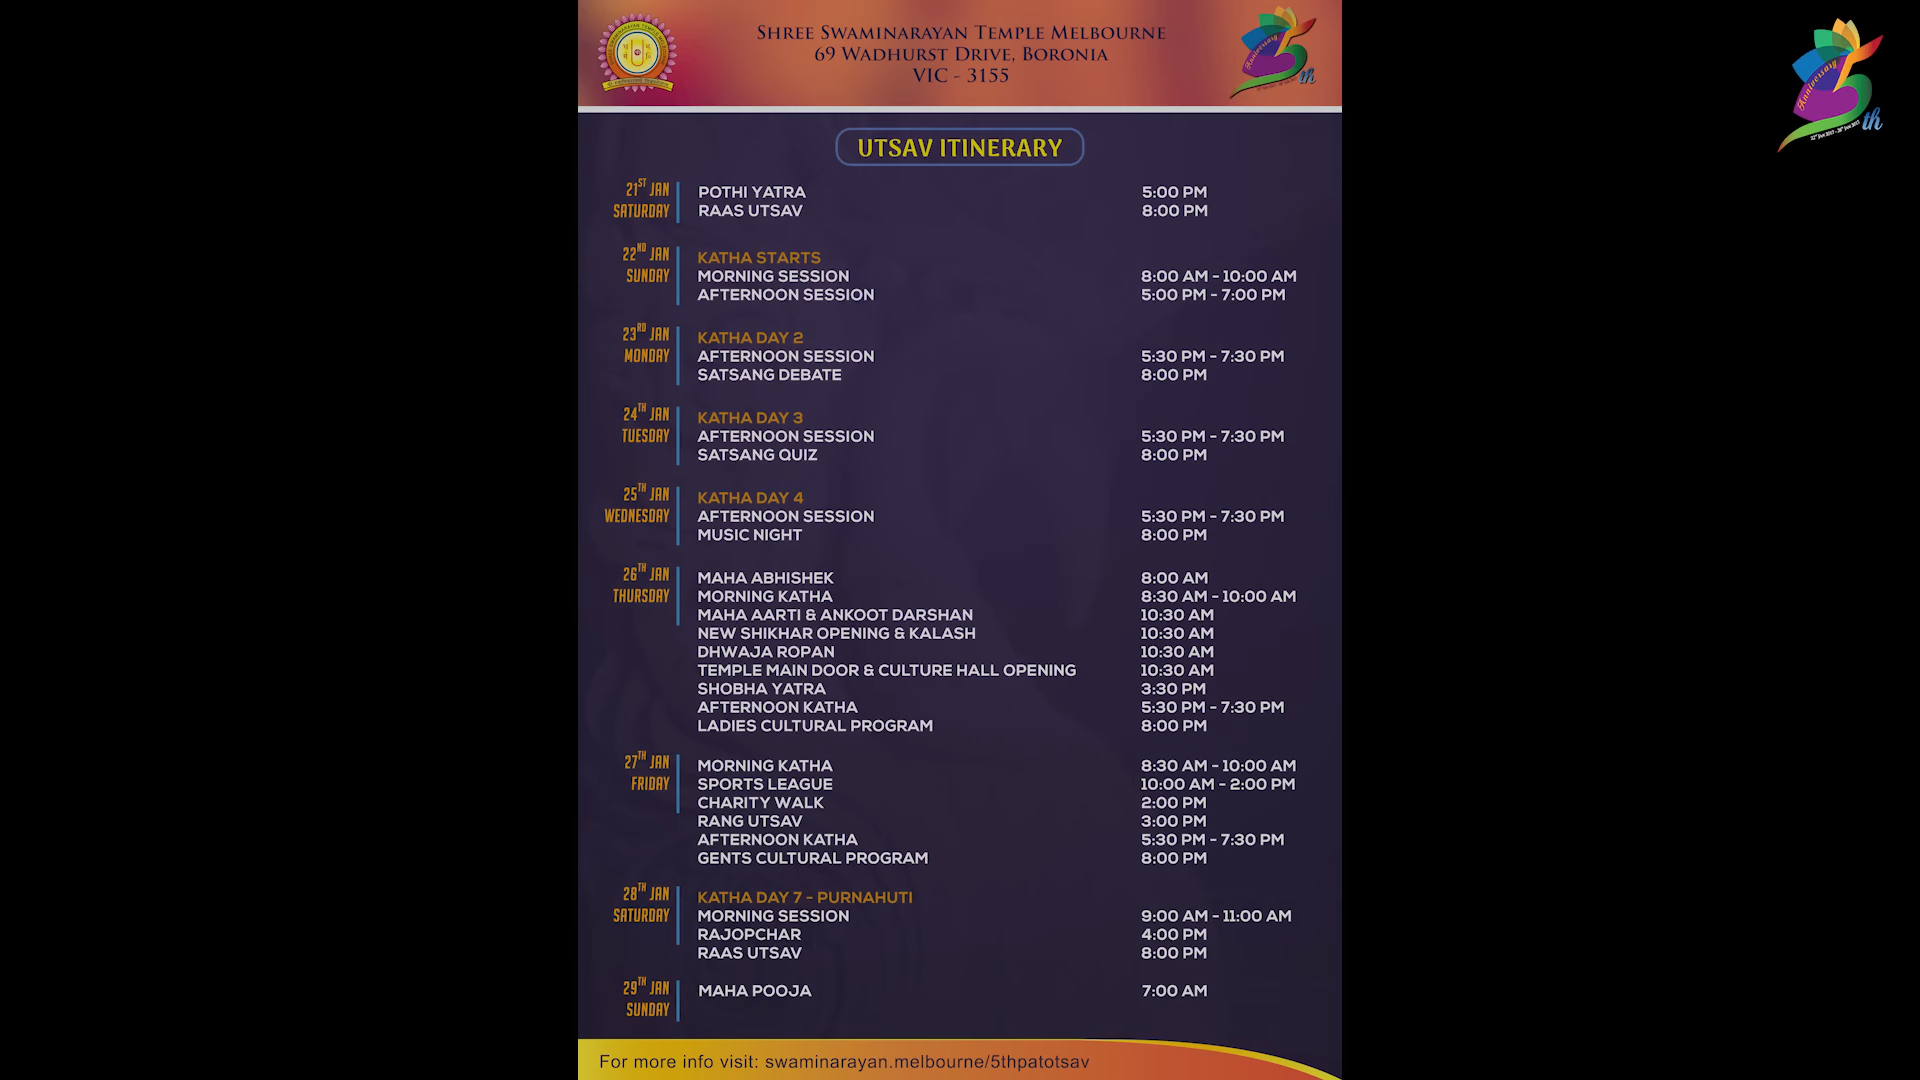 SHREE SWAMINARAYAN TEMPLE MELBOURNE
69 WADHURST DRIVE, BORONIA
VIC - 3155
Anniversary
5th
Anniversary
5th
UTSAV ITINERARY
21ST JAN SATURDAY
POTHI YATRA 5:00 PM
RAAS UTSAV 8:00 PM
22ND JAN SUNDAY
KATHA STARTS
MORNING SESSION 8:00 AM - 10:00 AM
AFTERNOON SESSION 5:00 PM - 7:00 PM
23RD JAN MONDAY
KATHA DAY 2
AFTERNOON SESSION 5:30 PM - 7:30 PM
SATSANG DEBATE 8:00 PM
24TH JAN TUESDAY
KATHA DAY 3
AFTERNOON SESSION 5:30 PM - 7:30 PM
SATSANG QUIZ 8:00 PM
25TH JAN WEDNESDAY
KATHA DAY 4
AFTERNOON SESSION 5:30 PM - 7:30 PM
MUSIC NIGHT 8:00 PM
26TH JAN THURSDAY
MAHA ABHISHEK 8:00 AM
MORNING KATHA 8:30 AM - 10:00 AM
MAHA AARTI & ANKOOT DARSHAN 10:30 AM
NEW SHIKHAR OPENING & KALASH 10:30 AM
DHWAJA ROPAN 10:30 AM
TEMPLE MAIN DOOR & CULTURE HALL OPENING 10:30 AM
SHOBHA YATRA 3:30 PM
AFTERNOON KATHA 5:30 PM - 7:30 PM
LADIES CULTURAL PROGRAM 8:00 PM
27TH JAN FRIDAY
MORNING KATHA 8:30 AM - 10:00 AM
SPORTS LEAGUE 10:00 AM - 2:00 PM
CHARITY WALK 2:00 PM
RANG UTSAV 3:00 PM
AFTERNOON KATHA 5:30 PM - 7:30 PM
GENTS CULTURAL PROGRAM 8:00 PM
28TH JAN SATURDAY
KATHA DAY 7 - PURNAHUTI
MORNING SESSION 9:00 AM - 11:00 AM
RAJOPCHAR 4:00 PM
RAAS UTSAV 8:00 PM
29TH JAN SUNDAY
MAHA POOJA 7:00 AM
For more info visit: swaminarayan.melbourne/5thpatotsav